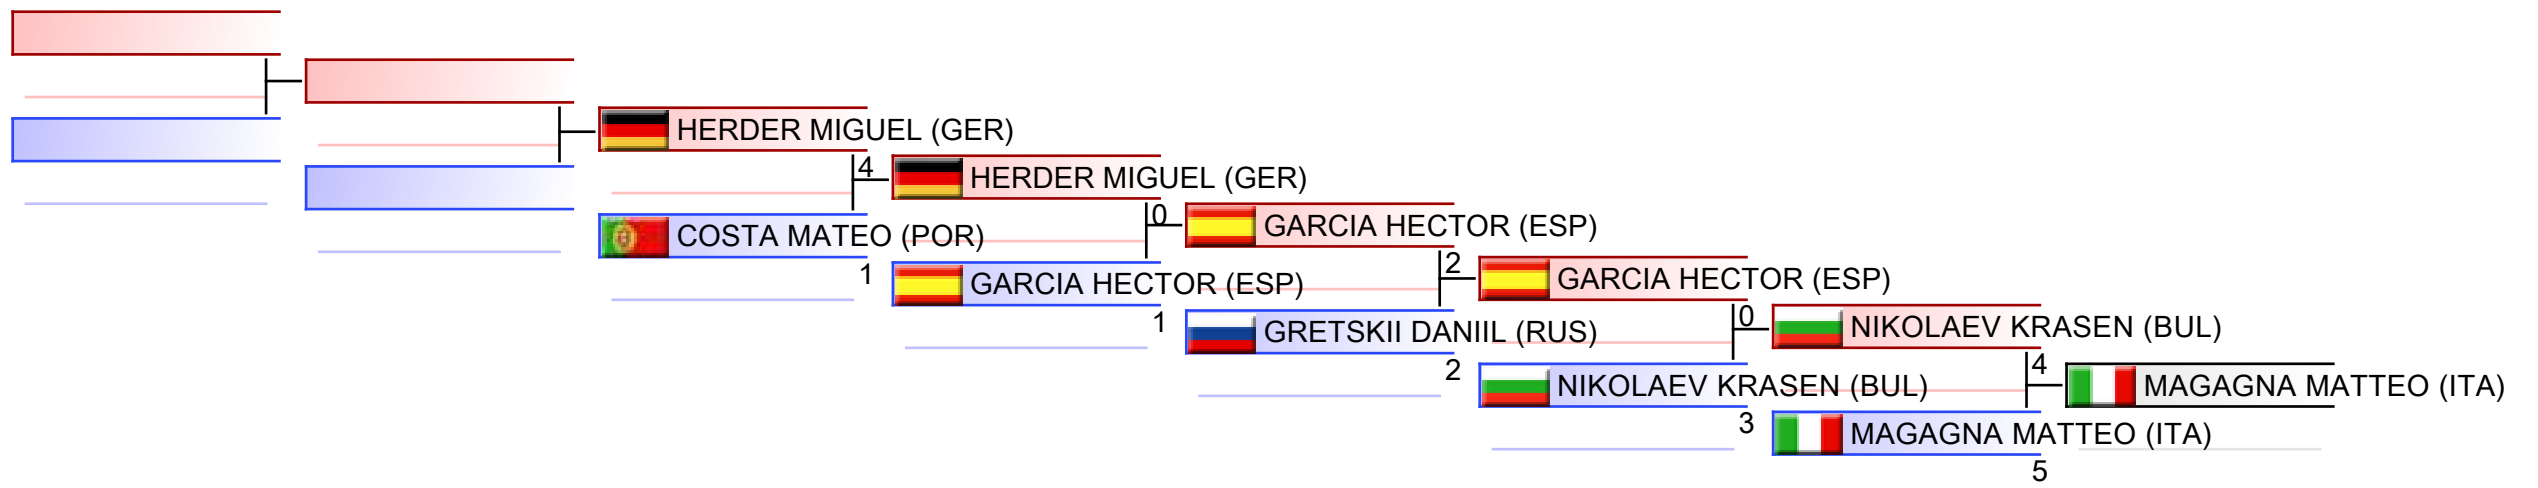 HERDER MIGUEL (GER)
4
COSTA MATEO (POR)
1
HERDER MIGUEL (GER)
0
GARCIA HECTOR (ESP)
1
GARCIA HECTOR (ESP)
2
GRETSKII DANIIL (RUS)
2
GARCIA HECTOR (ESP)
0
NIKOLAEV KRASEN (BUL)
3
NIKOLAEV KRASEN (BUL)
4
MAGAGNA MATTEO (ITA)
5
MAGAGNA MATTEO (ITA)